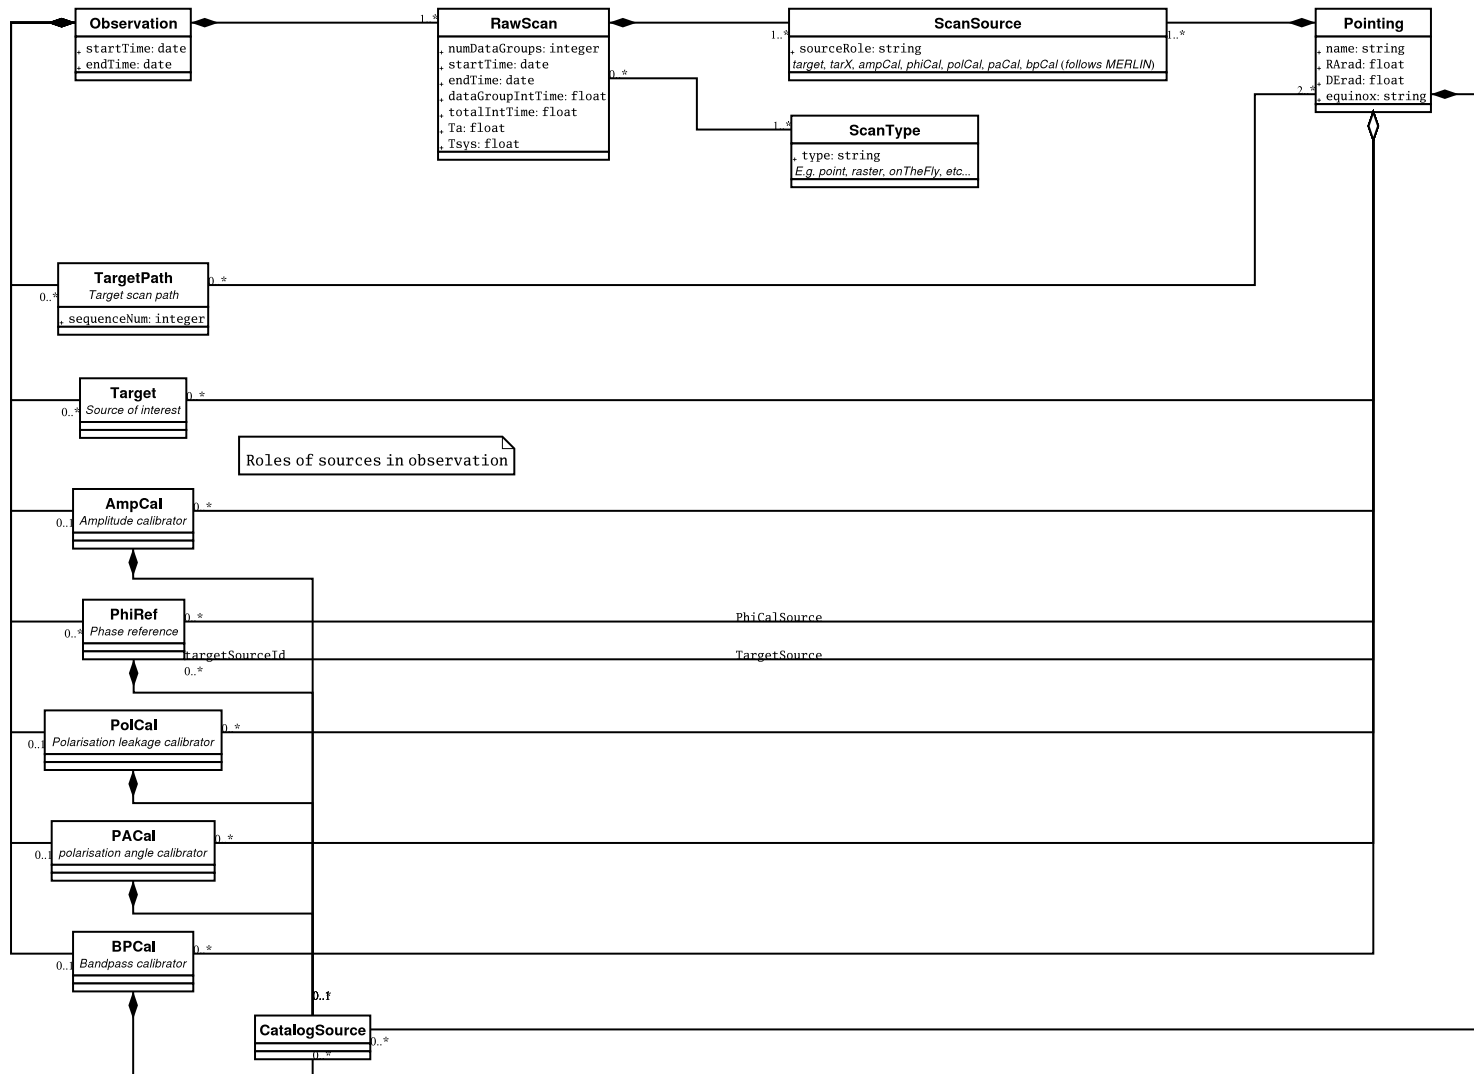 Observation
+ startTime: date
+ endTime: date
1..*
RawScan
+ numDataGroups: integer
+ startTime: date
+ endTime: date
+ dataGroupIntTime: float
+ totalIntTime: float
+ Ta: float
+ Tsys: float
0..*
1..*
ScanSource
+ sourceRole: string
target, tarX, ampCal, phiCal, polCal, paCal, bpCal (follows MERLIN)
1..*
Pointing
+ name: string
+ RArad: float
+ DErad: float
+ equinox: string
2..*
1..*
ScanType
+ type: string
E.g. point, raster, onTheFly, etc...
TargetPath
Target scan path
+ sequenceNum: integer
0..*
0..*
Target
Source of interest
0..*
0..*
Roles of sources in observation
AmpCal
Amplitude calibrator
0..1
0..*
PhiRef
Phase reference
0..*
0..*
PhiCalSource
targetSourceId
TargetSource
0..*
PolCal
Polarisation leakage calibrator
0..1
0..*
PACal
polarisation angle calibrator
0..1
0..*
BPCal
Bandpass calibrator
0..1
0..*
CatalogSource
0..*
0..*